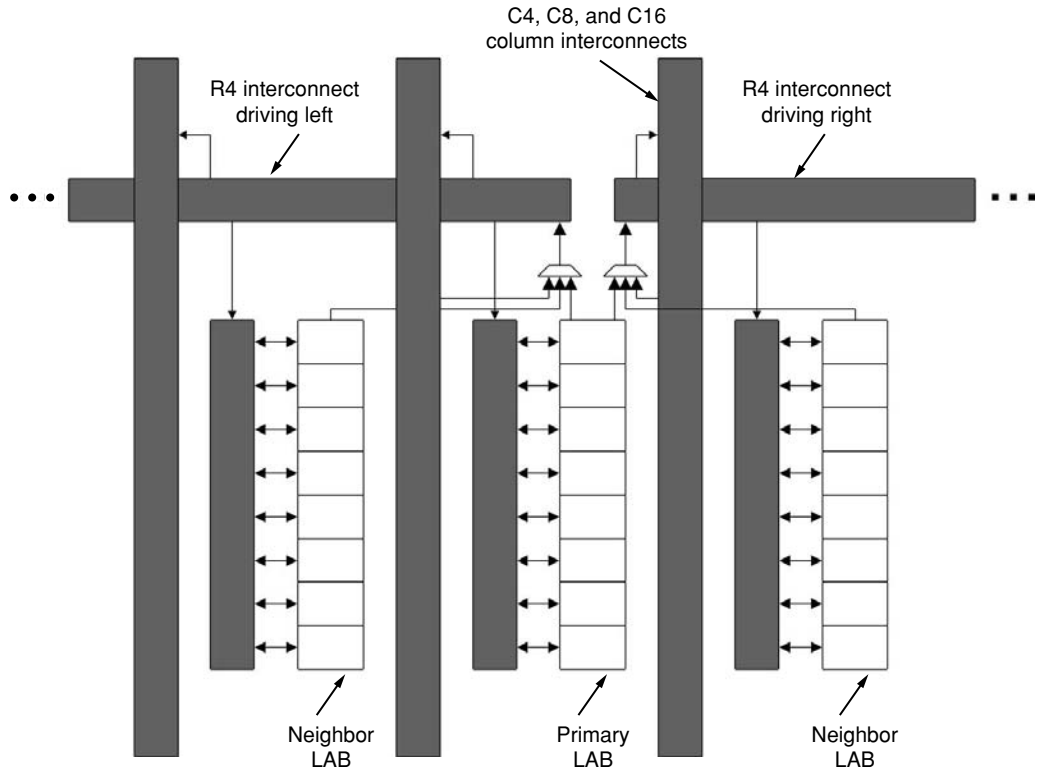 C4, C8, and C16
column interconnects
R4 interconnect
driving left
R4 interconnect
driving right
Neighbor
LAB
Primary
LAB
Neighbor
LAB